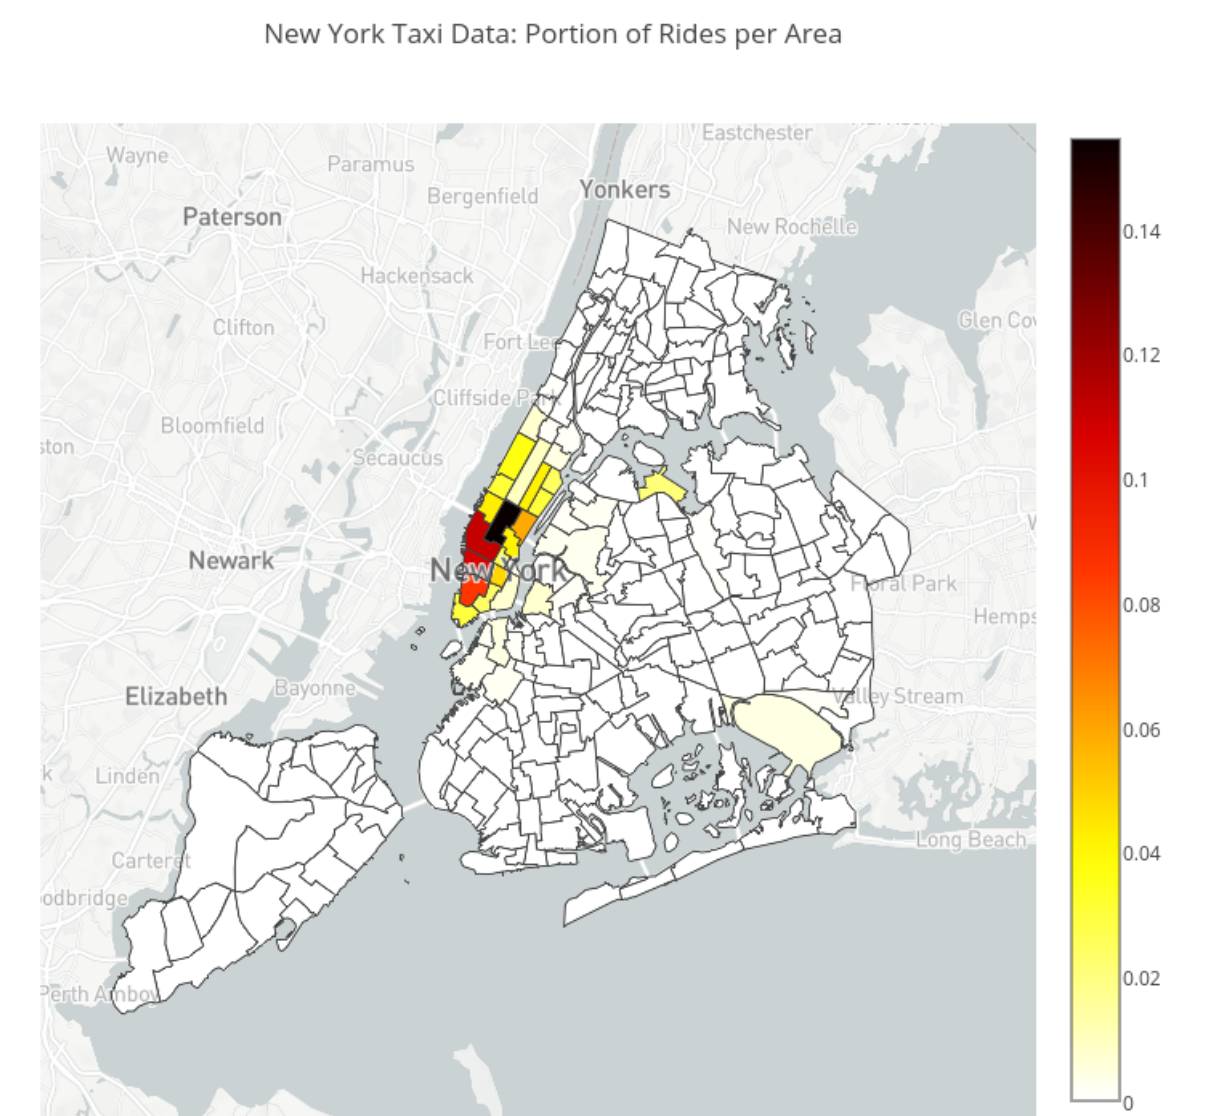 New York Taxi Data: Portion of Rides per Area
Eastchester
Wayne
Paramus
Yonkers
Bergenfield
Paterson
New Rochelle
0.14
Hackensack
Clifton
Glen Cov
Fort Lee
0.12
Cliffside Park
Bloomfield
ston
Secaucus
0.1
Newark
New York
Floral Park
0.08
Hemps
Elizabeth
Bayonne
Valley Stream
0.06
k
Linden
Long Beach
0.04
Carteret
odbridge
0.02
Perth Amboy
0